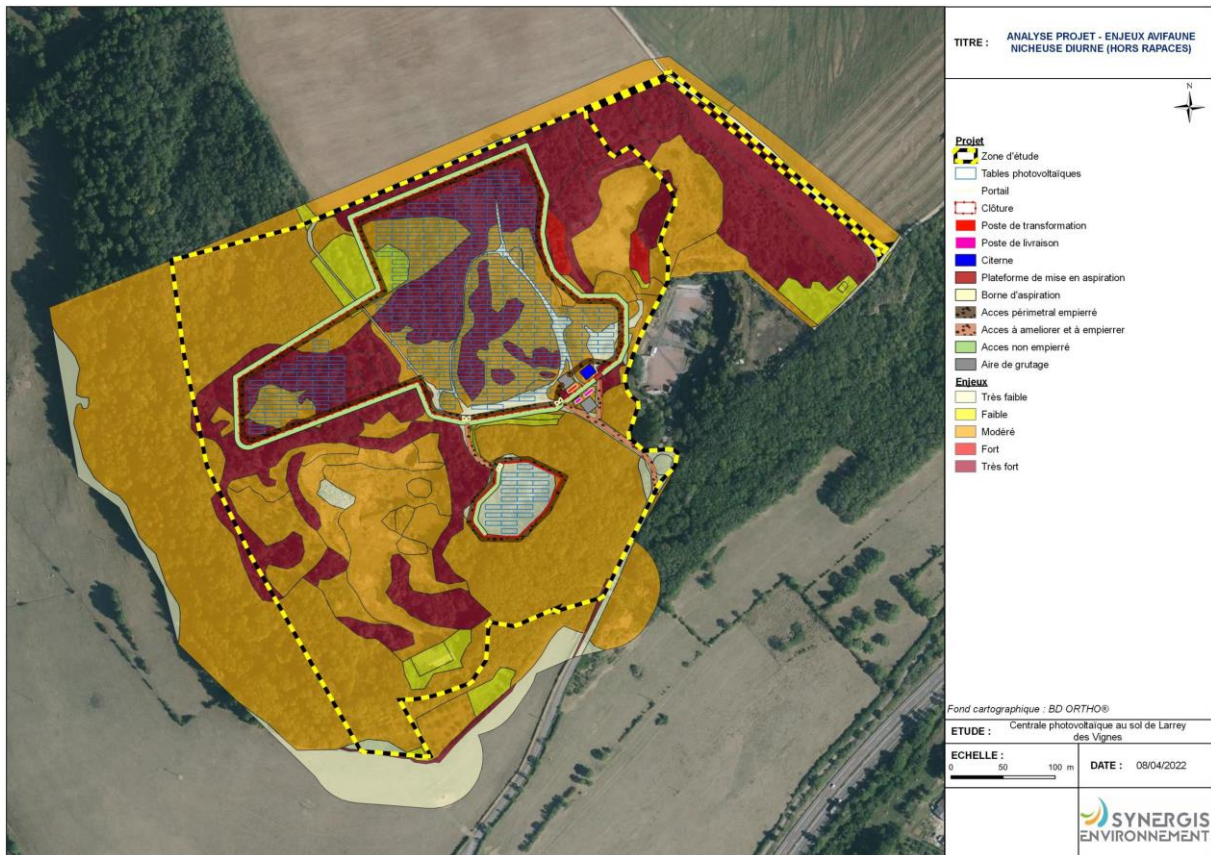 TITRE :
ANALYSE PROJET - ENJEUX AVIFAUNE
NICHEUSE DIURNE (HORS RAPACES)
N
Projet
Zone d'étude
Tables photovoltaïques
Portail
Clôture
Poste de transformation
Poste de livraison
Citerne
Plateforme de mise en aspiration
Borne d'aspiration
Acces périmetral empierré
Acces à ameliorer et à empierrer
Acces non empierré
Aire de grutage
Enjeux
Très faible
Faible
Modéré
Fort
Très fort
Fond cartographique : BD ORTHO®
ETUDE :
Centrale photovoltaïque au sol de Larrey
des Vignes
ECHELLE :
0 50 100 m
DATE : 08/04/2022
SYNERGIS
ENVIRONNEMENT